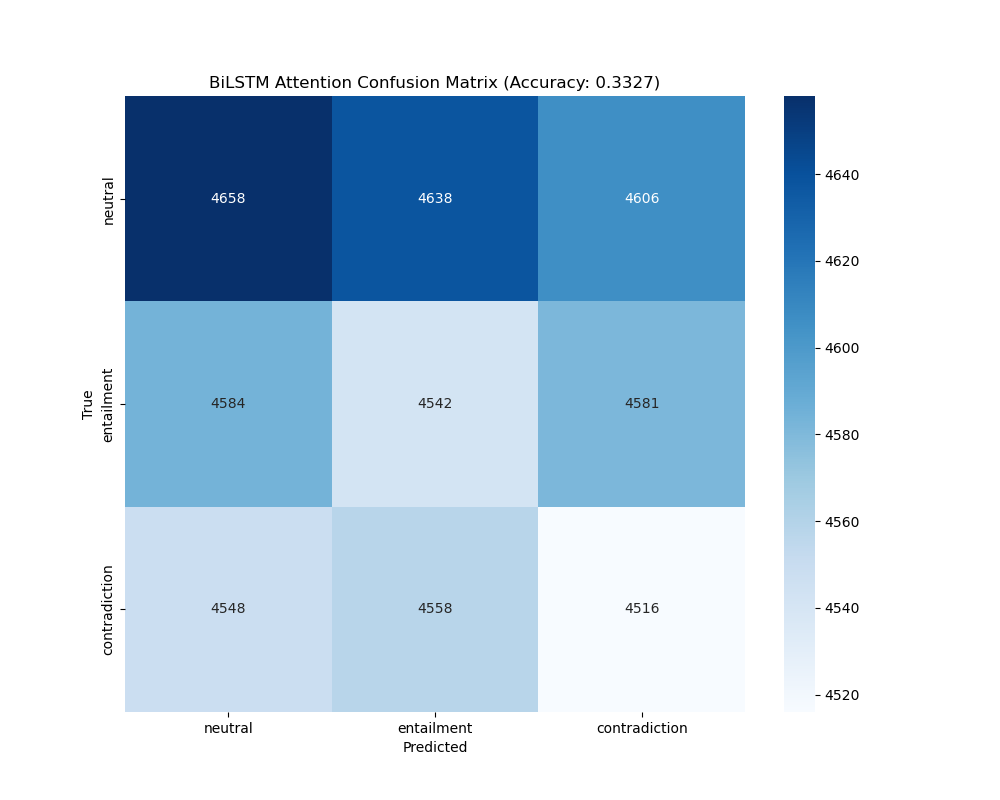 BiLSTM Attention Confusion Matrix (Accuracy: 0.3327)
True
neutral
entailment
contradiction
4658 4638 4606
4584 4542 4581
4548 4558 4516
neutral entailment contradiction
Predicted
4640
4620
4600
4580
4560
4540
4520